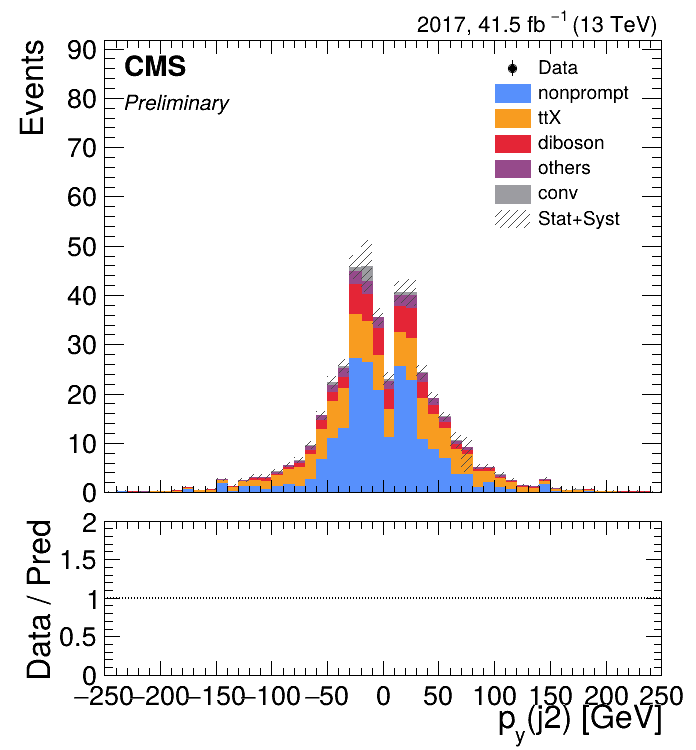 2017, 41.5 fb⁻¹ (13 TeV)
CMS
Preliminary
Events
90
80
70
60
50
40
30
20
10
0
Data
nonprompt
ttX
diboson
others
conv
Stat+Syst
Data / Pred
2
1.5
1
0.5
0
−250 −200 −150 −100 −50 0 50 100 150 200 250
p_y(j2) [GeV]